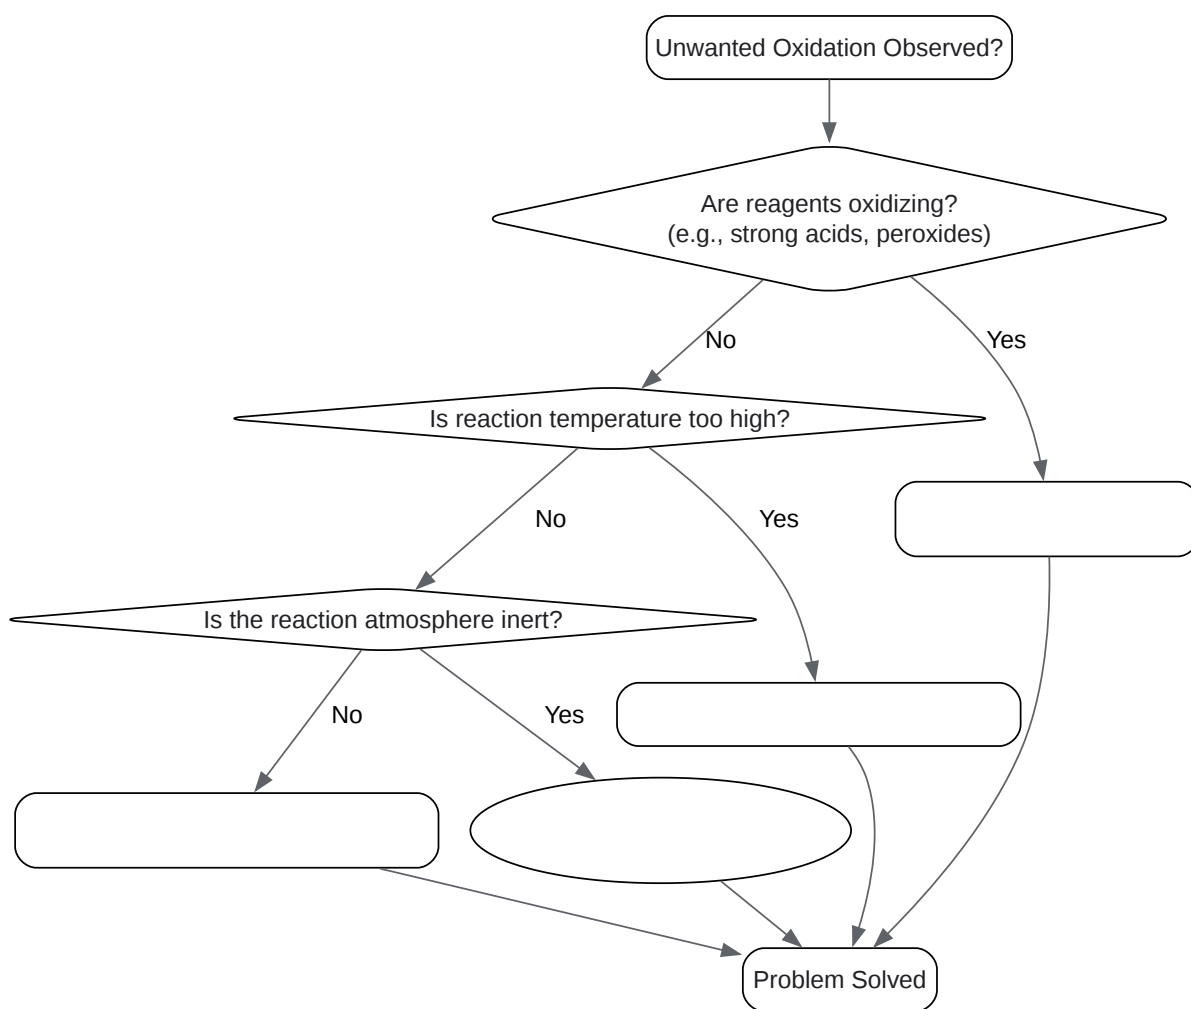 Unwanted Oxidation Observed?
Are reagents oxidizing?
(e.g., strong acids, peroxides)
No
Yes
Is reaction temperature too high?
No
Yes
Is the reaction atmosphere inert?
No
Yes
Problem Solved